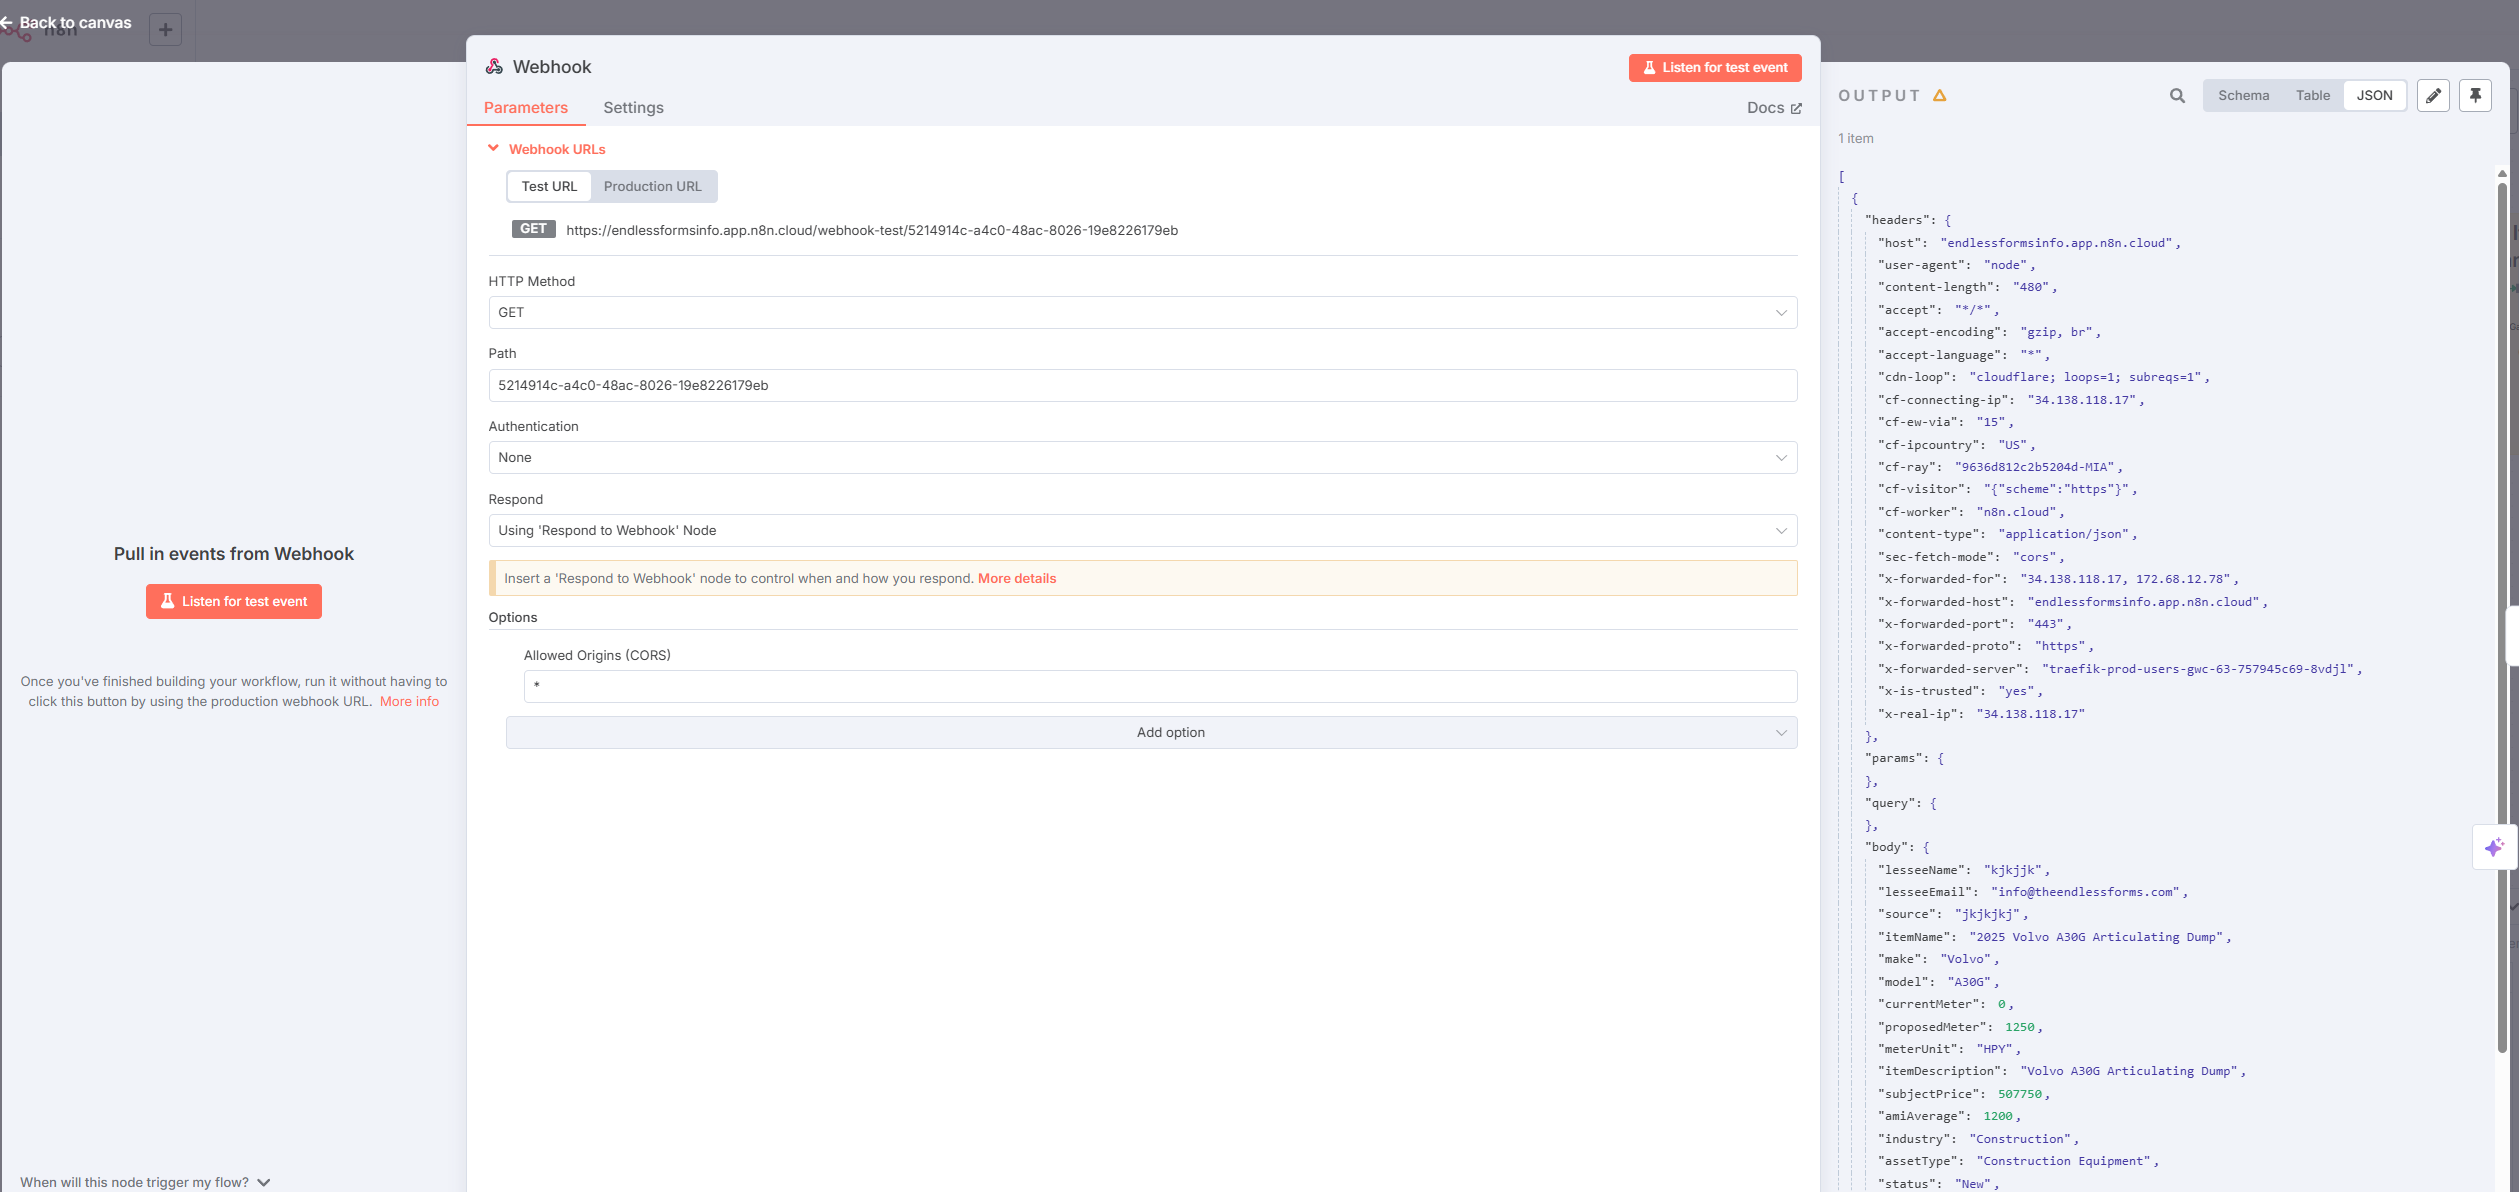 Back to canvas
n8n
Webhook
Listen for test event
Parameters
Settings
Docs
Webhook URLs
Test URL
Production URL
GET
https://endlessformsinfo.app.n8n.cloud/webhook-test/5214914c-a4c0-48ac-8026-19e8226179eb
HTTP Method
GET
Path
5214914c-a4c0-48ac-8026-19e8226179eb
Authentication
None
Respond
Using 'Respond to Webhook' Node
Insert a 'Respond to Webhook' node to control when and how you respond. More details
Options
Allowed Origins (CORS)
*
Add option
Pull in events from Webhook
Listen for test event
Once you've finished building your workflow, run it without having to
click this button by using the production webhook URL. More info
When will this node trigger my flow?
OUTPUT
Schema
Table
JSON
1 item
[
{
"headers": {
"host": "endlessformsinfo.app.n8n.cloud",
"user-agent": "node",
"content-length": "480",
"accept": "*/*",
"accept-encoding": "gzip, br",
"accept-language": "*",
"cdn-loop": "cloudflare; loops=1; subreqs=1",
"cf-connecting-ip": "34.138.118.17",
"cf-ew-via": "15",
"cf-ipcountry": "US",
"cf-ray": "9636d812c2b5204d-MIA",
"cf-visitor": "{"scheme":"https"}",
"cf-worker": "n8n.cloud",
"content-type": "application/json",
"sec-fetch-mode": "cors",
"x-forwarded-for": "34.138.118.17, 172.68.12.78",
"x-forwarded-host": "endlessformsinfo.app.n8n.cloud",
"x-forwarded-port": "443",
"x-forwarded-proto": "https",
"x-forwarded-server": "traefik-prod-users-gwc-63-757945c69-8vdjl",
"x-is-trusted": "yes",
"x-real-ip": "34.138.118.17"
},
"params": {
},
"query": {
},
"body": {
"lesseeName": "kjkjjk",
"lesseeEmail": "info@theendlessforms.com",
"source": "jkjkjkj",
"itemName": "2025 Volvo A30G Articulating Dump",
"make": "Volvo",
"model": "A30G",
"currentMeter": 0,
"proposedMeter": 1250,
"meterUnit": "HPY",
"itemDescription": "Volvo A30G Articulating Dump",
"subjectPrice": 507750,
"amiAverage": 1200,
"industry": "Construction",
"assetType": "Construction Equipment",
"status": "New",